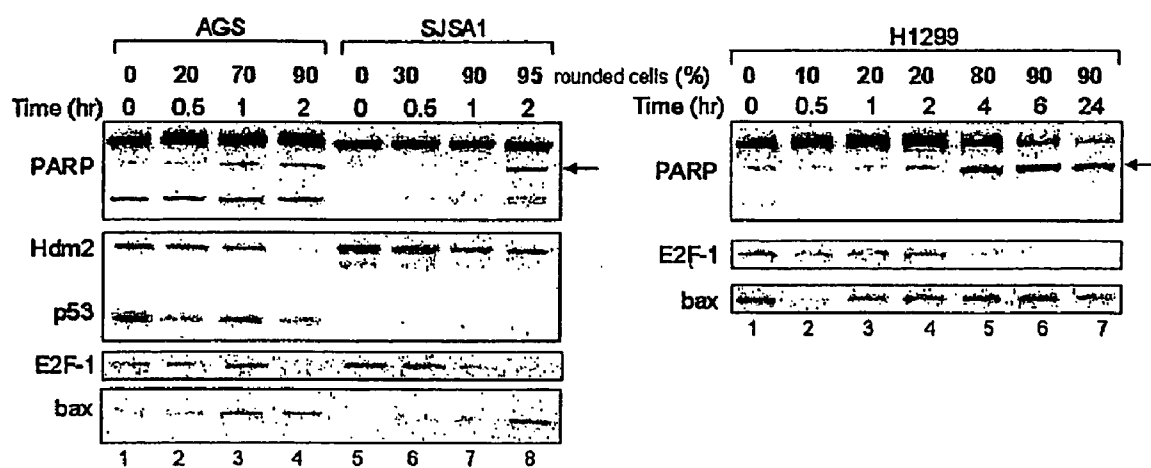 AGS SJSA1
0 20 70 90 0 30 90 95 rounded cells (%)
Time (hr) 0 0.5 1 2 0 0.5 1 2
PARP
Hdm2
p53
E2F-1
bax
1 2 3 4 5 6 7 8
H1299
0 10 20 20 80 90 90
Time (hr) 0 0.5 1 2 4 6 24
PARP
E2F-1
bax
1 2 3 4 5 6 7